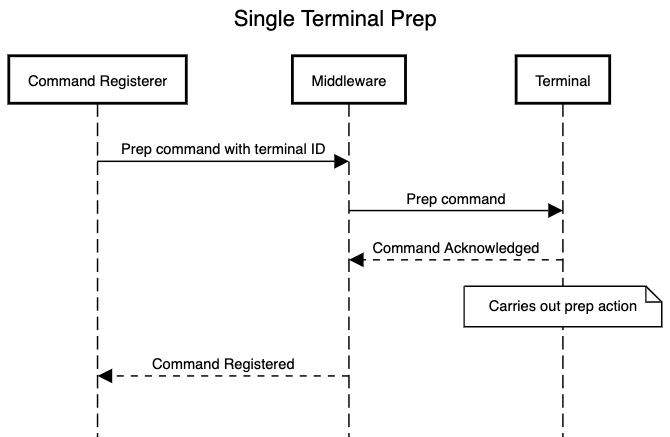 Single Terminal Prep
Command Registerer
Middleware
Terminal
Prep command with terminal ID
Prep command
Command Acknowledged
Carries out prep action
Command Registered